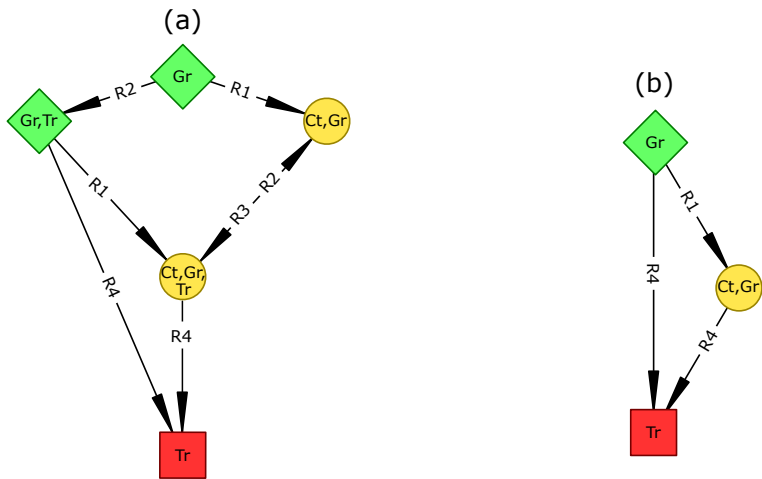 (a)
Gr
R2
R1
Gr,Tr
Ct,Gr
R1
R3
R2
Ct,Gr,
Tr
R4
R4
Tr
(b)
Gr
R1
R4
Ct,Gr
R4
Tr